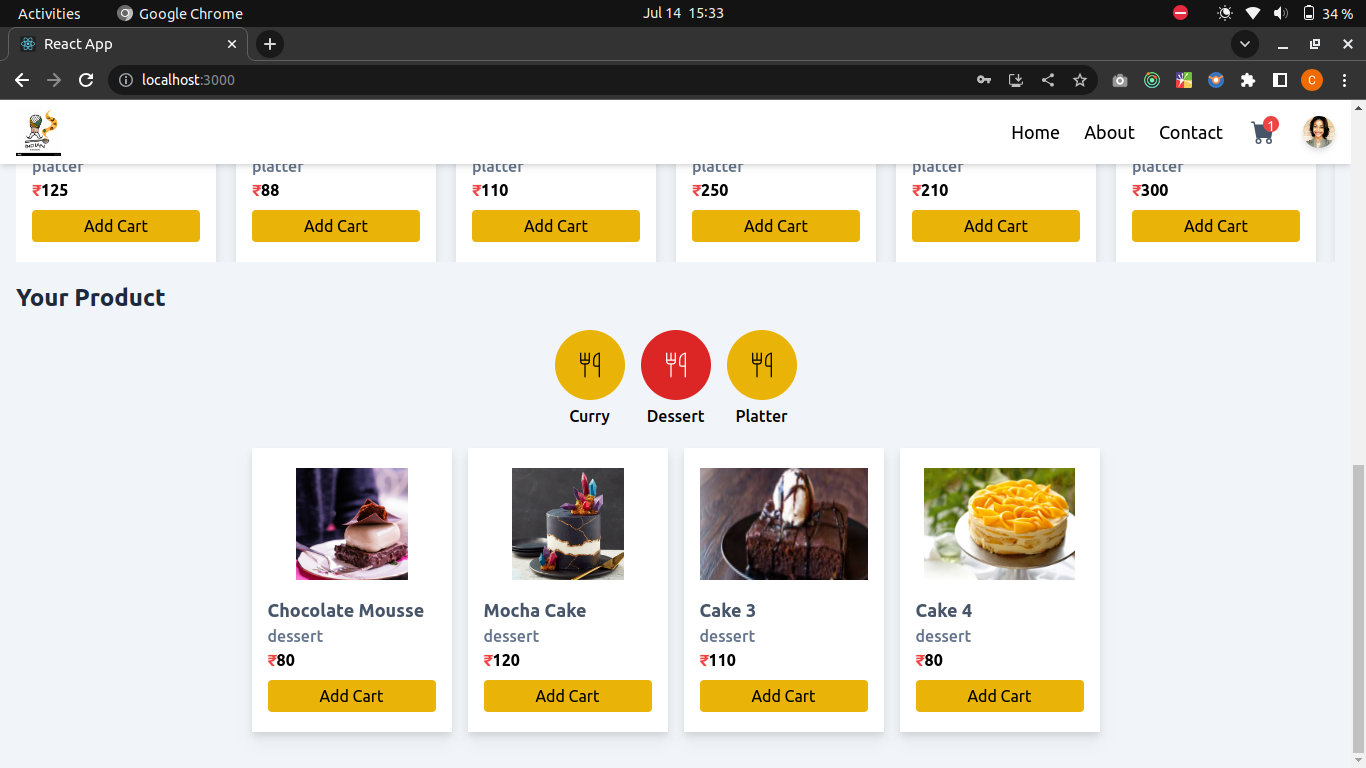 Activities Google Chrome Jul 14 15:33 34 %
React App
localhost:3000 C
INDIAN Home About Contact 1
platter platter platter platter platter platter
₹125 ₹88 ₹110 ₹250 ₹210 ₹300
Add Cart Add Cart Add Cart Add Cart Add Cart Add Cart
Your Product
Curry Dessert Platter
Chocolate Mousse Mocha Cake Cake 3 Cake 4
dessert dessert dessert dessert
₹80 ₹120 ₹110 ₹80
Add Cart Add Cart Add Cart Add Cart